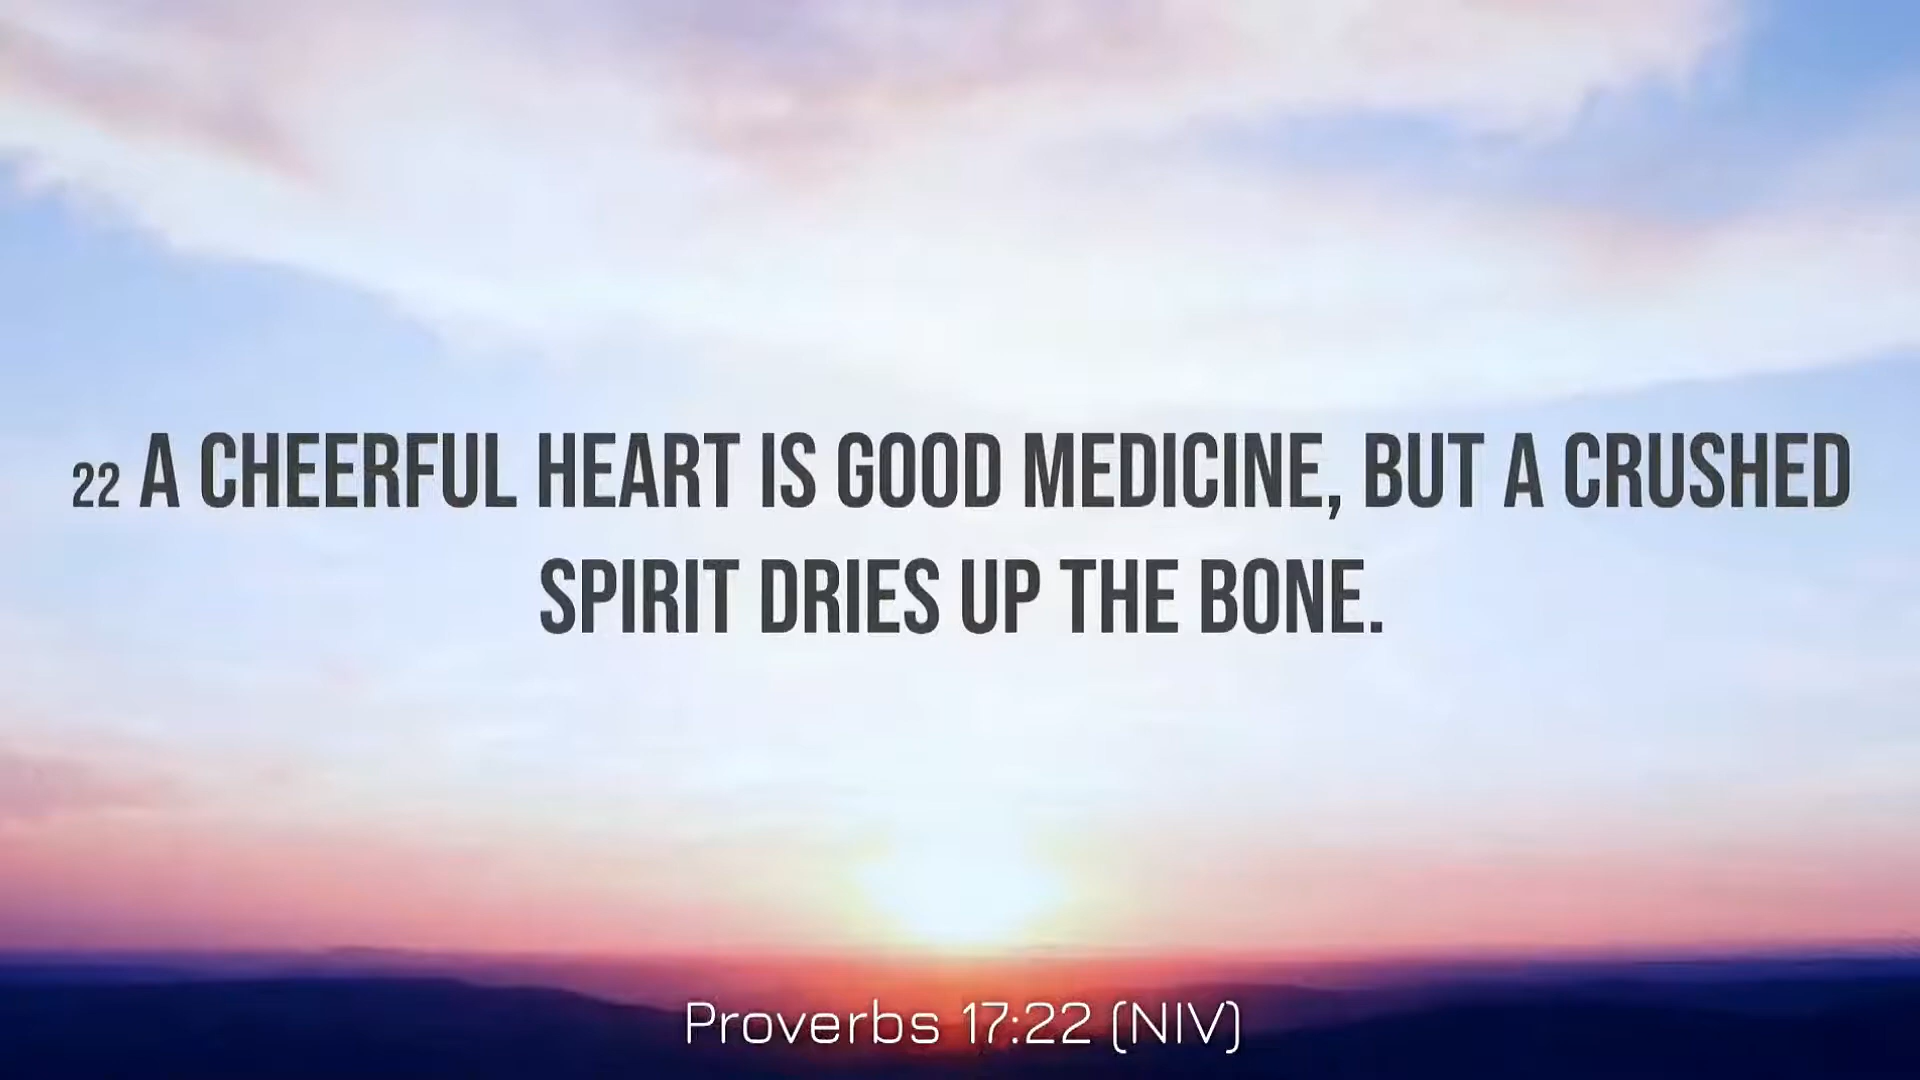 22 A CHEERFUL HEART IS GOOD MEDICINE, BUT A CRUSHED
SPIRIT DRIES UP THE BONE.
Proverbs 17:22 (NIV)